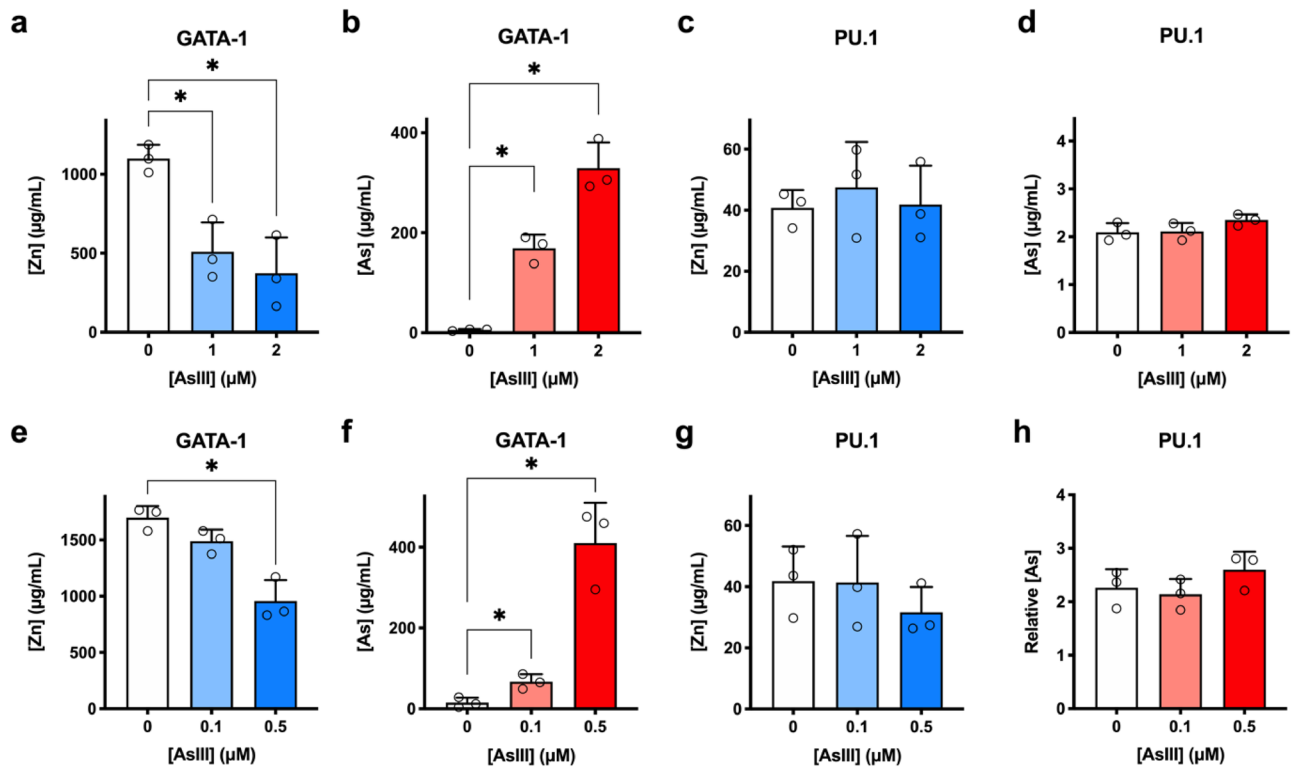 a
GATA-1
*
*
[Zn] (µg/mL)
1000
500
0
0 1 2
[AsIII] (µM)
b
GATA-1
*
*
[As] (µg/mL)
400
200
0
0 1 2
[AsIII] (µM)
c
PU.1
[Zn] (µg/mL)
60
40
20
0
0 1 2
[AsIII] (µM)
d
PU.1
[As] (µg/mL)
4
3
2
1
0
0 1 2
[AsIII] (µM)
e
GATA-1
*
[Zn] (µg/mL)
1500
1000
500
0
0 0.1 0.5
[AsIII] (µM)
f
GATA-1
*
*
[As] (µg/mL)
400
200
0
0 0.1 0.5
[AsIII] (µM)
g
PU.1
[Zn] (µg/mL)
60
40
20
0
0 0.1 0.5
[AsIII] (µM)
h
PU.1
Relative [As]
4
3
2
1
0
0 0.1 0.5
[AsIII] (µM)